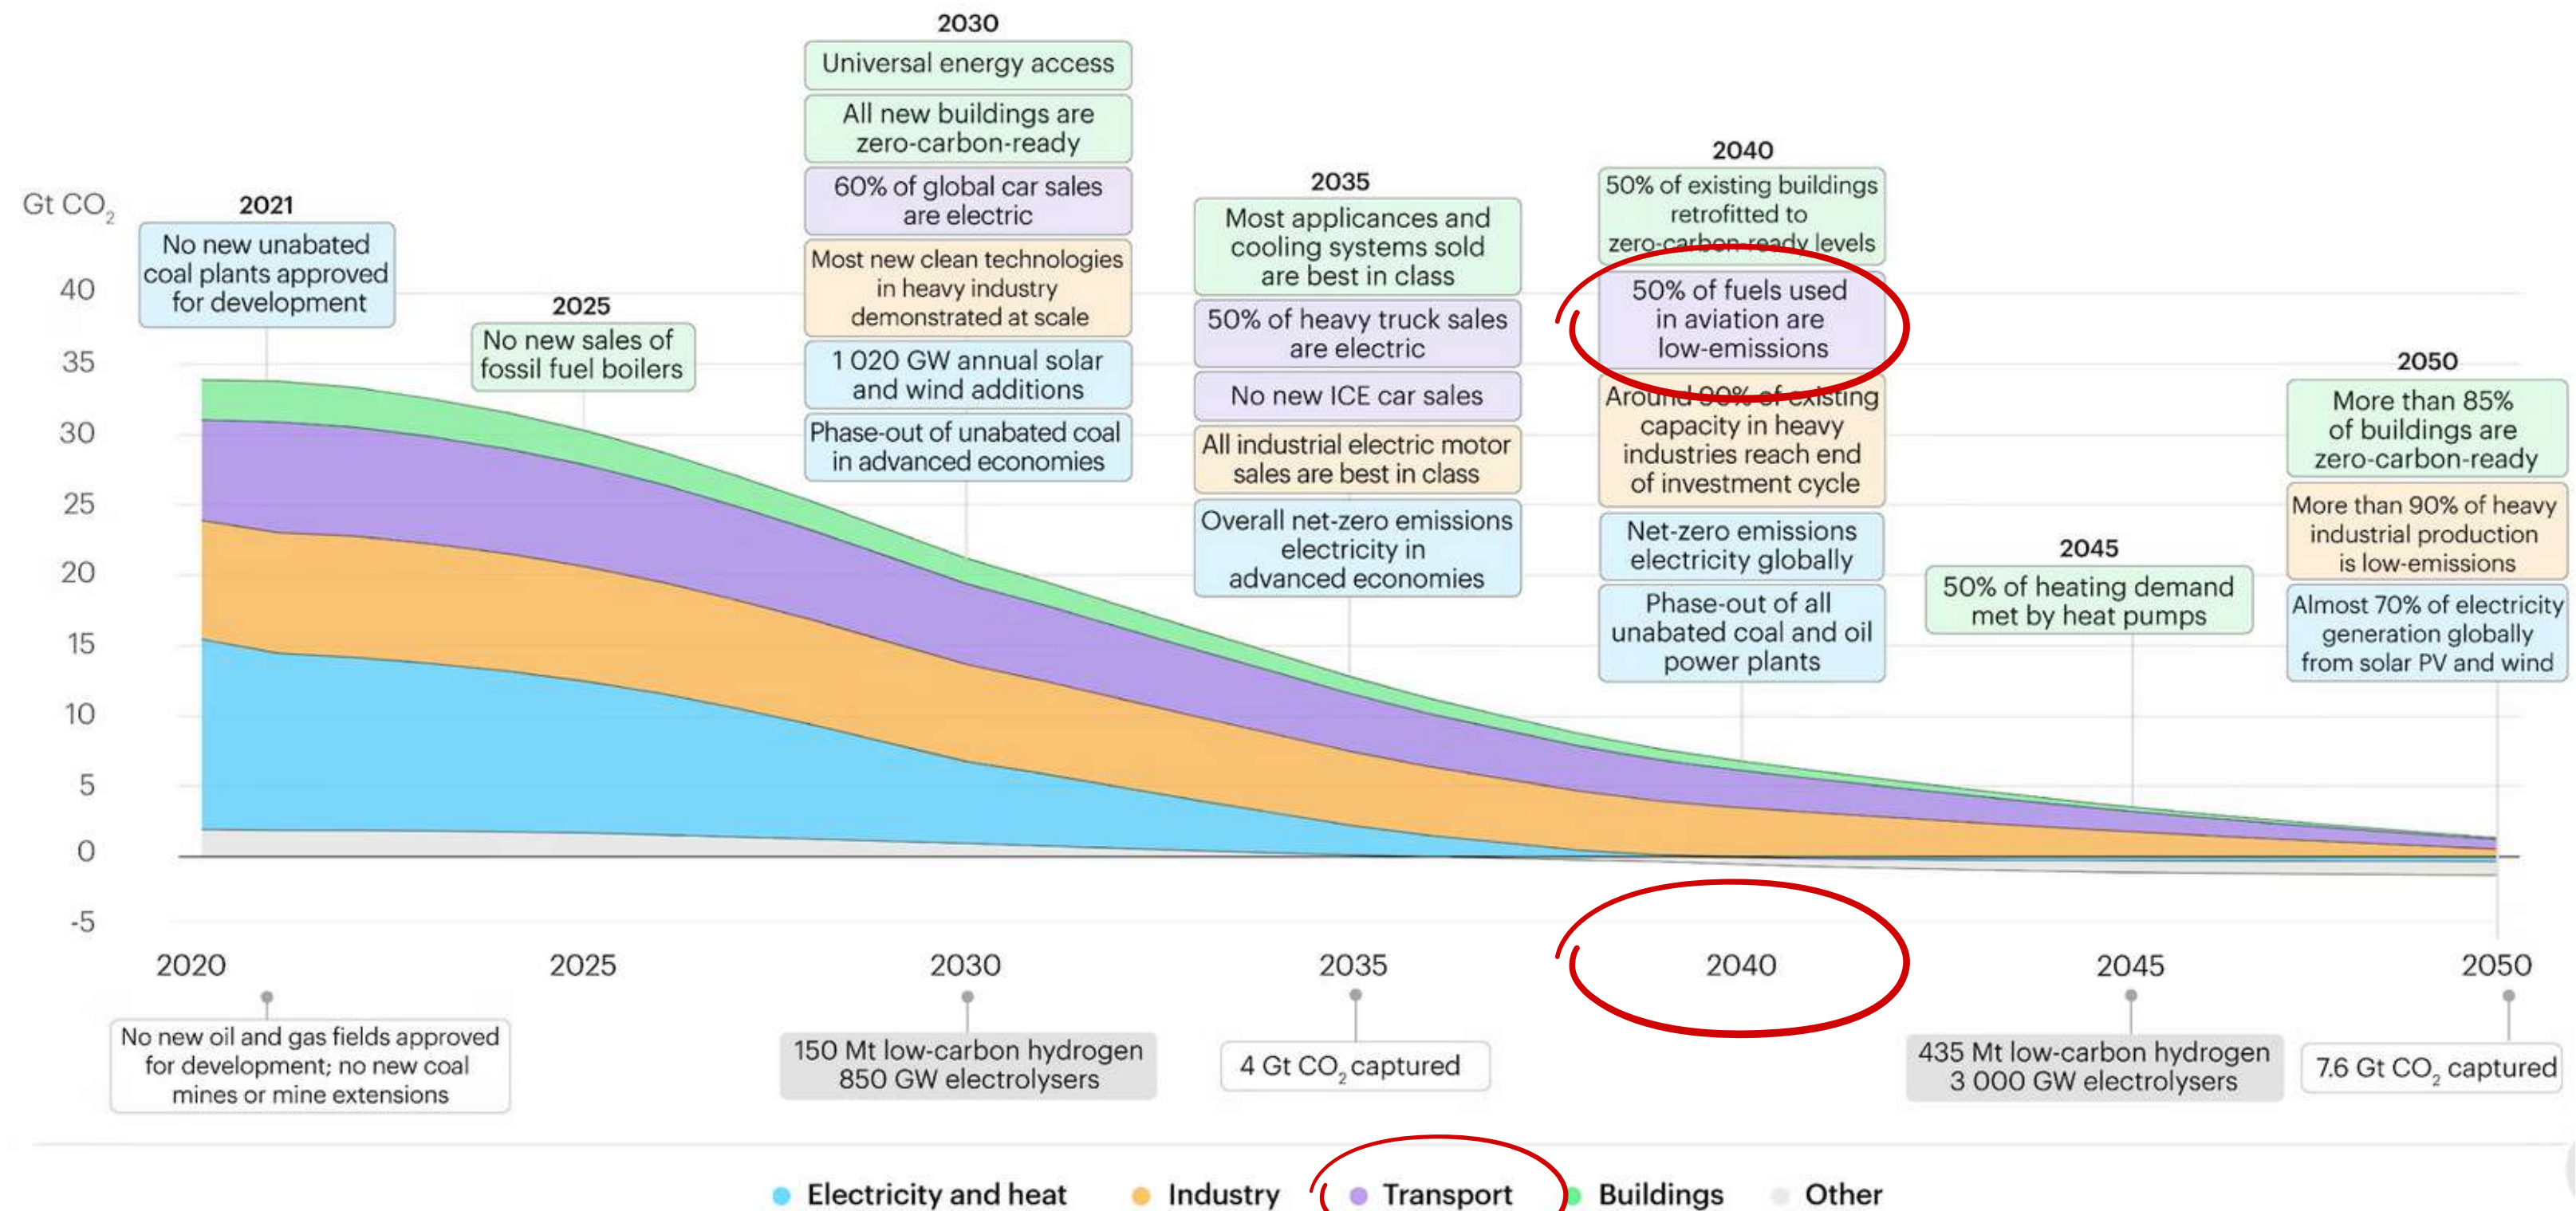 2030
Universal energy access
All new buildings are
zero-carbon-ready
60% of global car sales
are electric
Most new clean technologies
in heavy industry
demonstrated at scale
1 020 GW annual solar
and wind additions
Phase-out of unabated coal
in advanced economies
2040
50% of existing buildings
retrofitted to
zero-carbon-ready levels
50% of fuels used
in aviation are
low-emissions
Around 90% of existing
capacity in heavy
industries reach end
of investment cycle
Net-zero emissions
electricity globally
Phase-out of all
unabated coal and oil
power plants
2035
Most applicances and
cooling systems sold
are best in class
50% of heavy truck sales
are electric
No new ICE car sales
All industrial electric motor
sales are best in class
Overall net-zero emissions
electricity in
advanced economies
Gt CO₂
2021
No new unabated
coal plants approved
for development
2025
No new sales of
fossil fuel boilers
2050
More than 85%
of buildings are
zero-carbon-ready
More than 90% of heavy
industrial production
is low-emissions
Almost 70% of electricity
generation globally
from solar PV and wind
2045
50% of heating demand
met by heat pumps
40
35
30
25
20
15
10
5
0
-5
2020 2025 2030 2035 2040 2045 2050
No new oil and gas fields approved
for development; no new coal
mines or mine extensions
150 Mt low-carbon hydrogen
850 GW electrolysers
4 Gt CO₂ captured
435 Mt low-carbon hydrogen
3 000 GW electrolysers
7.6 Gt CO₂ captured
Electricity and heat Industry Transport Buildings Other